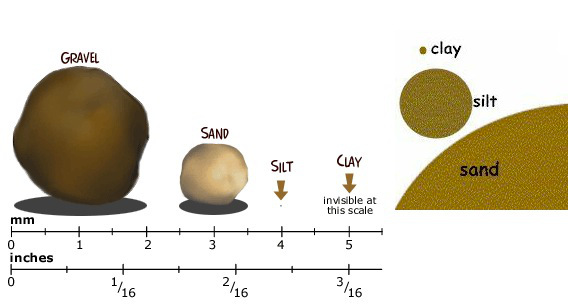 GRAVEL
SAND
SILT
CLAY
invisible at
this scale
mm
0 1 2 3 4 5
inches
0 1/16 2/16 3/16
clay
silt
sand